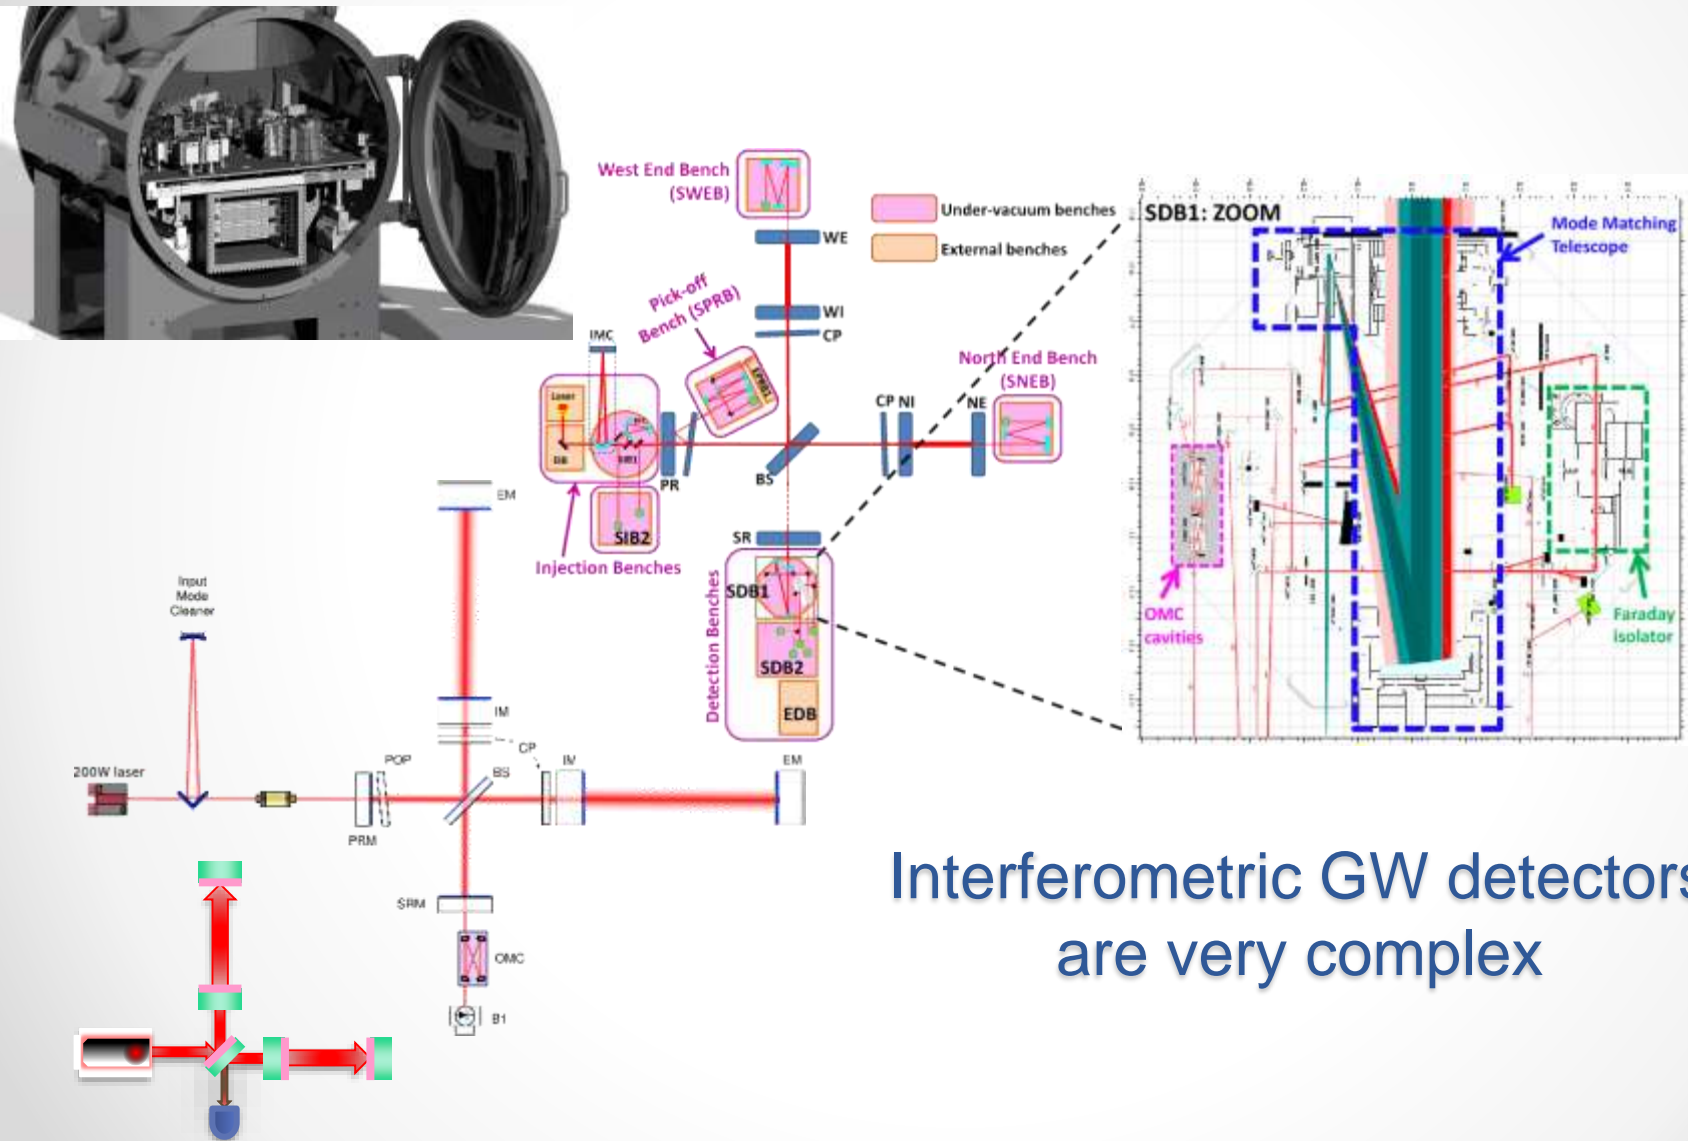 West End Bench
(SWEB)
WE
WI
CP
Under-vacuum benches
External benches
Pick-off
Bench (SPRB)
IMC
Laser
SIB2
Injection Benches
PR
BS
CP NI
NE
North End Bench
(SNEB)
SR
SDB1
SDB2
EDB
Detection Benches
SDB1: ZOOM
Mode Matching
Telescope
OMC
cavities
Faraday
isolator
EM
Input
Mode
Cleaner
IM
CP
200W laser
POP
BS
IM
EM
PRM
SRM
OMC
B1
Interferometric GW detectors
are very complex